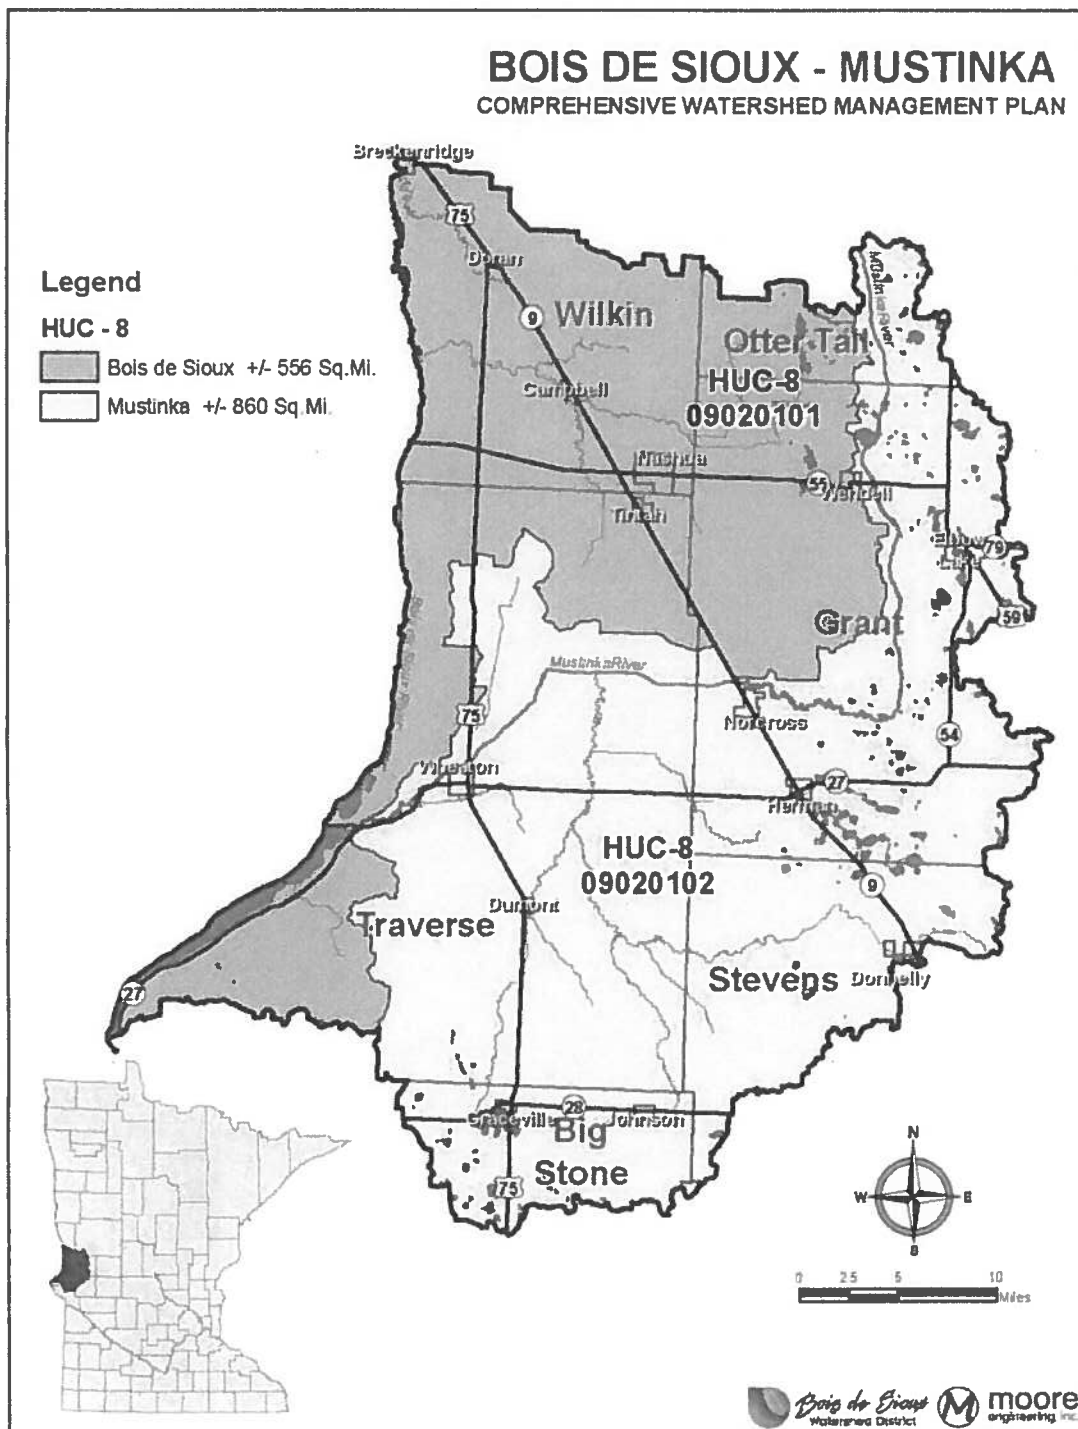 BOIS DE SIOUX - MUSTINKA
COMPREHENSIVE WATERSHED MANAGEMENT PLAN
Breckenridge
75
Doran
Mustinka River
Legend
HUC - 8
Bois de Sioux +/- 556 Sq.Mi.
Mustinka +/- 860 Sq.Mi.
9
Wilkin
Otter Tail
HUC-8
09020101
Campbell
Nashua
55
Wendell
Tintah
Elbow
Lake
79
59
Grant
Mustinka River
75
Norcross
54
Wheaton
27
Herman
HUC-8
09020102
9
Dumont
Traverse
Stevens
Donnelly
27
Graceville
28
Johnson
Big
Stone
75
N
W
E
S
0 2.5 5 10
Miles
Bois de Sioux
Watershed District
M
moore
engineering, inc.